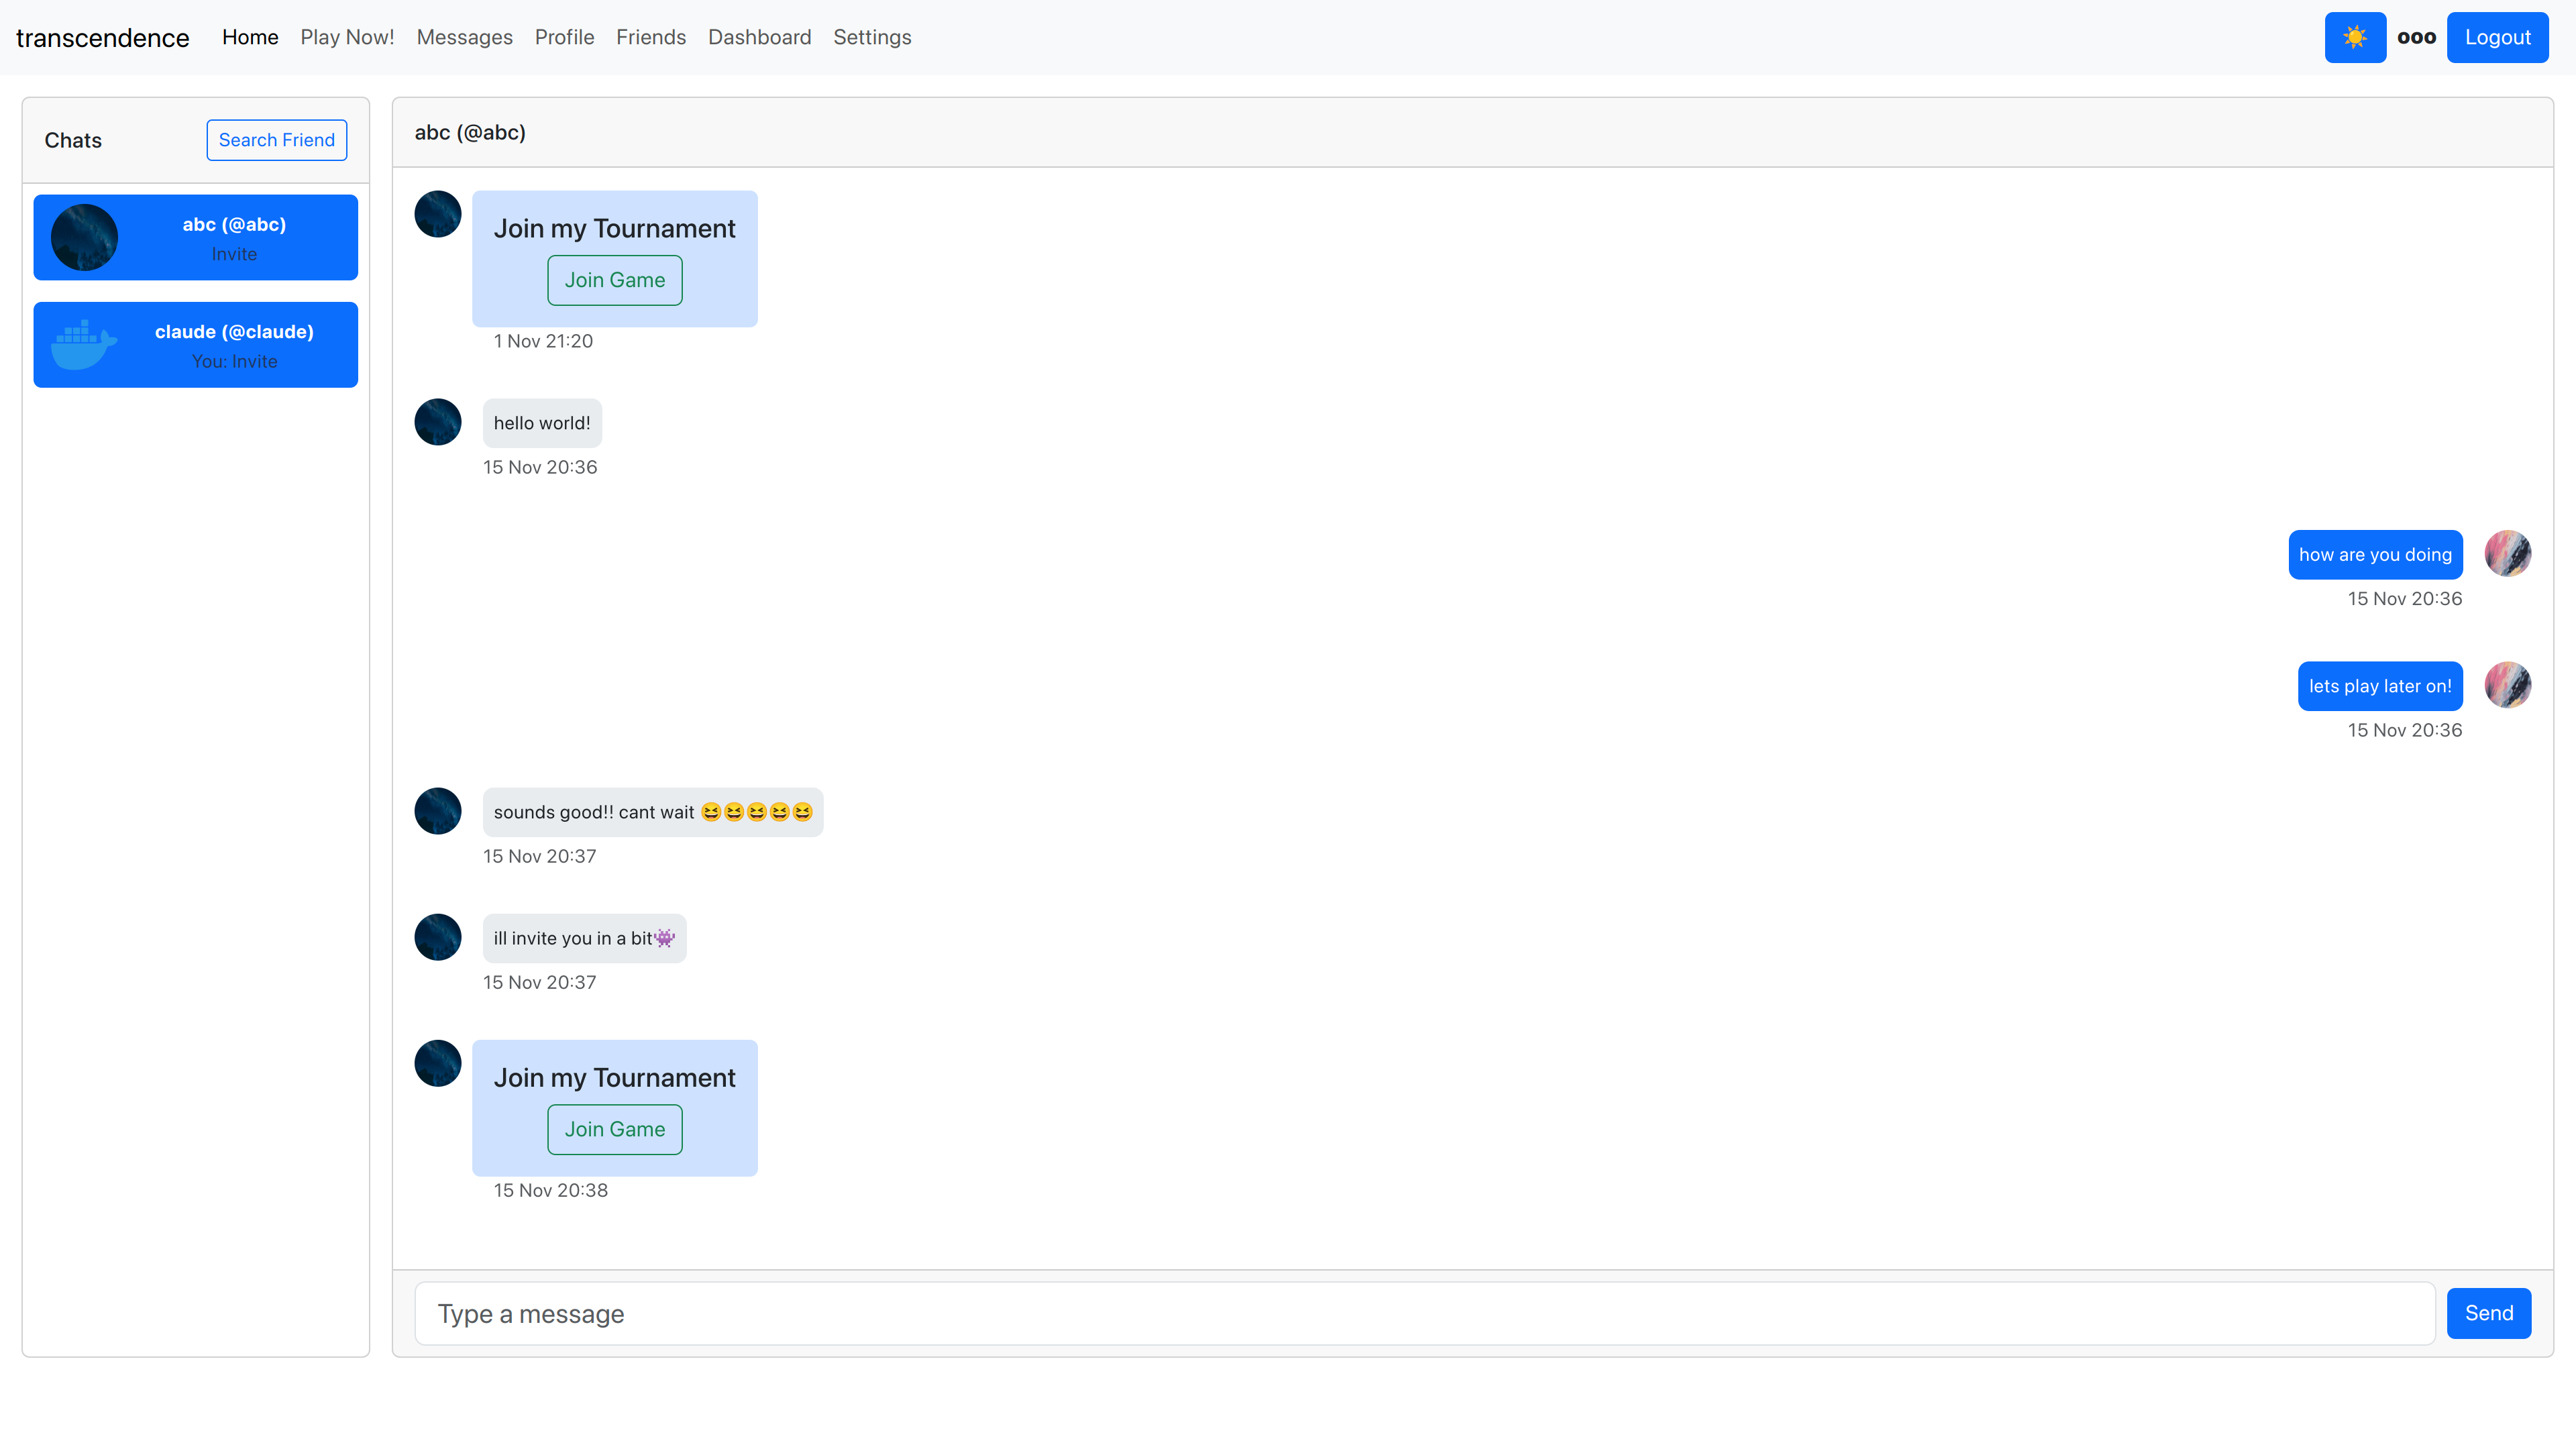 transcendence Home Play Now! Messages Profile Friends Dashboard Settings ☀️ ooo Logout
Chats Search Friend
abc (@abc)
Invite
claude (@claude)
You: Invite
abc (@abc)
Join my Tournament
Join Game
1 Nov 21:20
hello world!
15 Nov 20:36
how are you doing
15 Nov 20:36
lets play later on!
15 Nov 20:36
sounds good!! cant wait 😆😆😆😆😆
15 Nov 20:37
ill invite you in a bit👾
15 Nov 20:37
Join my Tournament
Join Game
15 Nov 20:38
Type a message Send